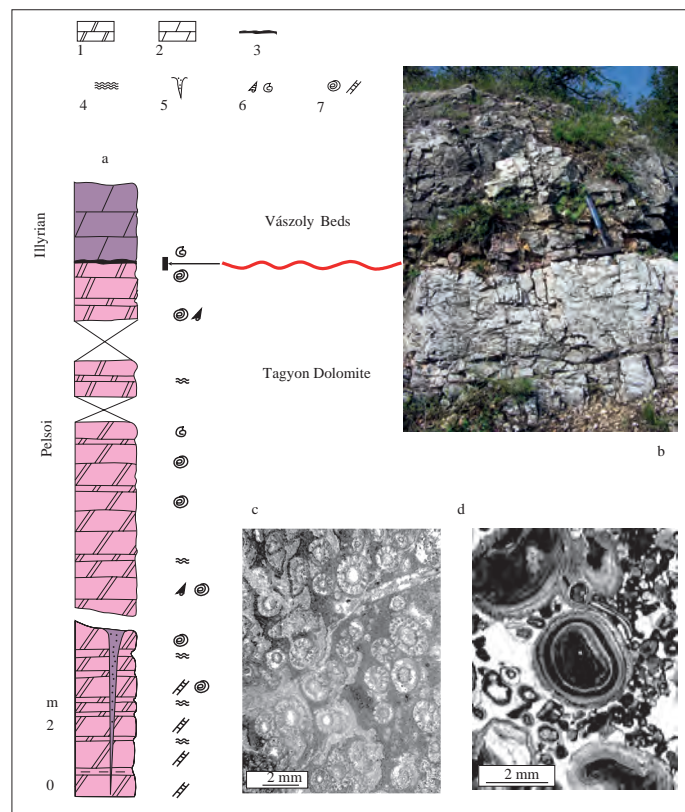 1 2 3
4 5 6 7
a
Illyrian
Vászoly Beds
Tagyon Dolomite
Pelsoi
b
c d
m
2
0
2 mm 2 mm